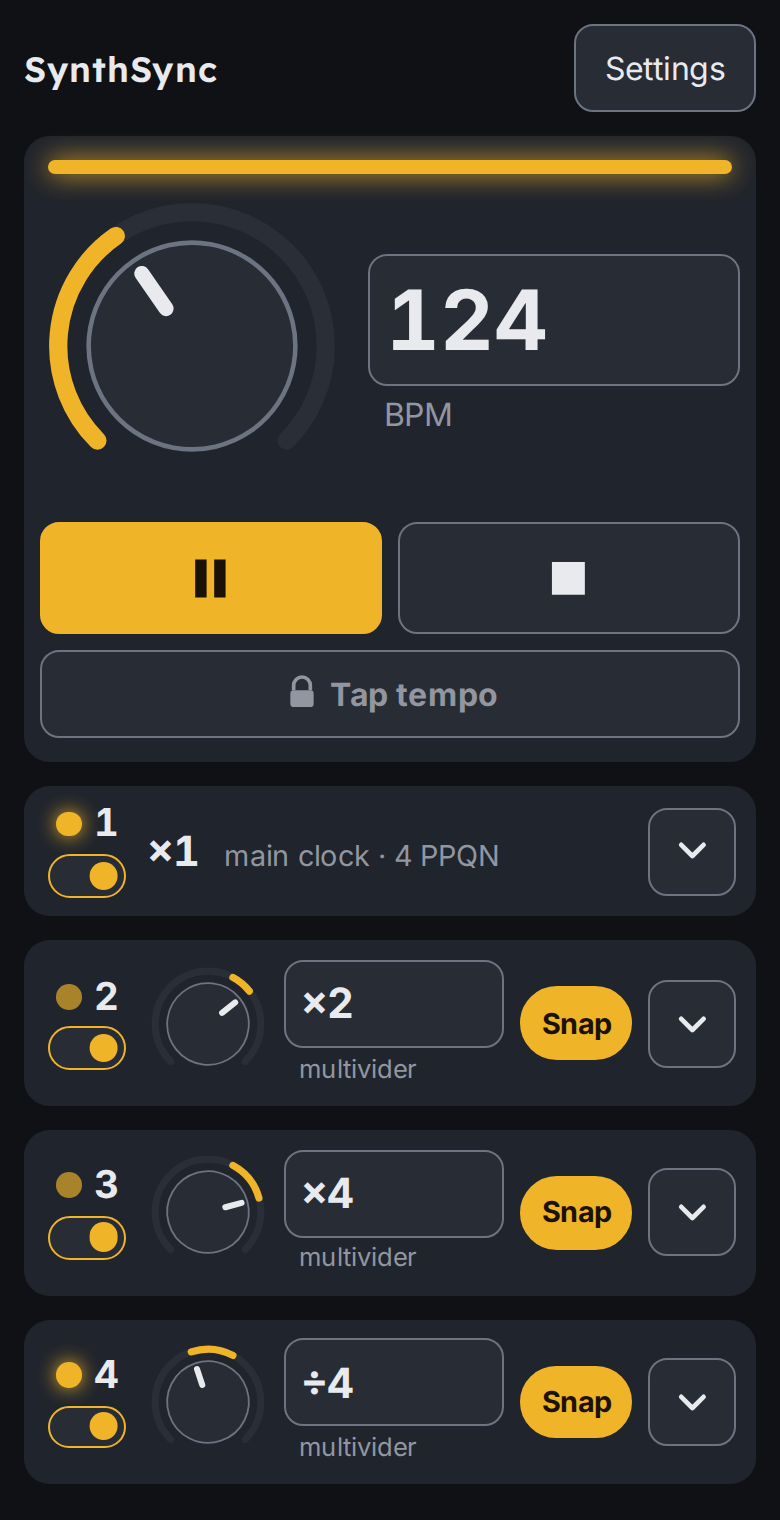 SynthSync
Settings
124
BPM
Tap tempo
1
×1 main clock · 4 PPQN
2
×2
multivider
Snap
3
×4
multivider
Snap
4
÷4
multivider
Snap